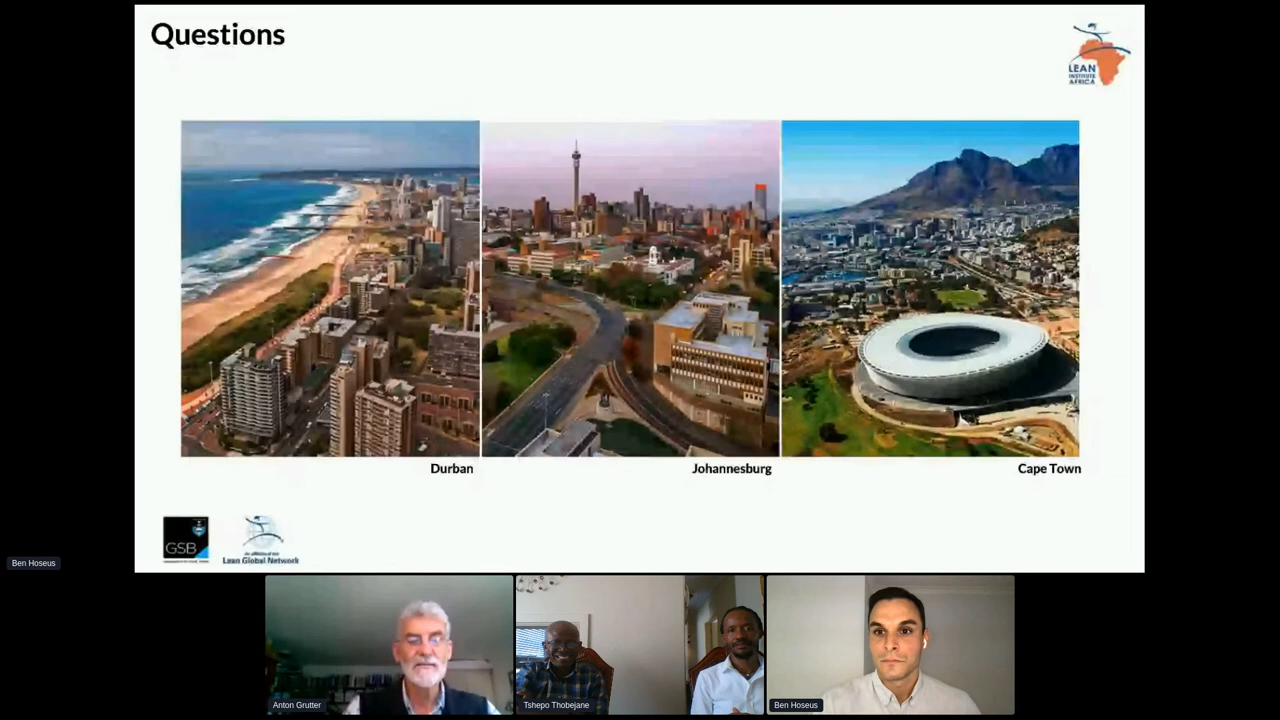 Questions
LEAN
INSTITUTE
AFRICA
Durban
Johannesburg
Cape Town
GSB
An affiliate of the
Lean Global Network
Ben Hoseus
Anton Grutter
Tshepo Thobejane
Ben Hoseus